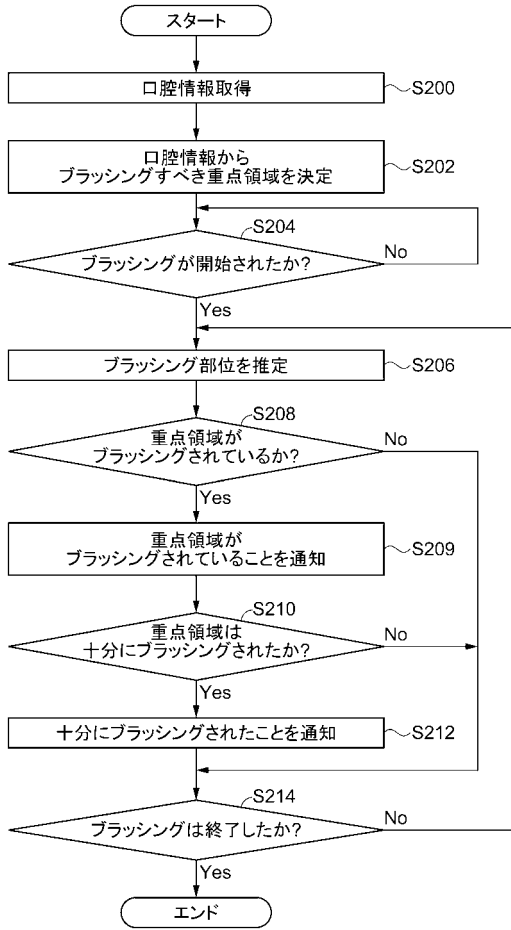 スタート
口腔情報取得
S200
口腔情報から
ブラッシングすべき重点領域を決定
S202
S204
ブラッシングが開始されたか?
No
Yes
ブラッシング部位を推定
S206
S208
重点領域が
ブラッシングされているか?
No
Yes
重点領域が
ブラッシングされていることを通知
S209
S210
重点領域は
十分にブラッシングされたか?
No
Yes
十分にブラッシングされたことを通知
S212
S214
ブラッシングは終了したか?
No
Yes
エンド